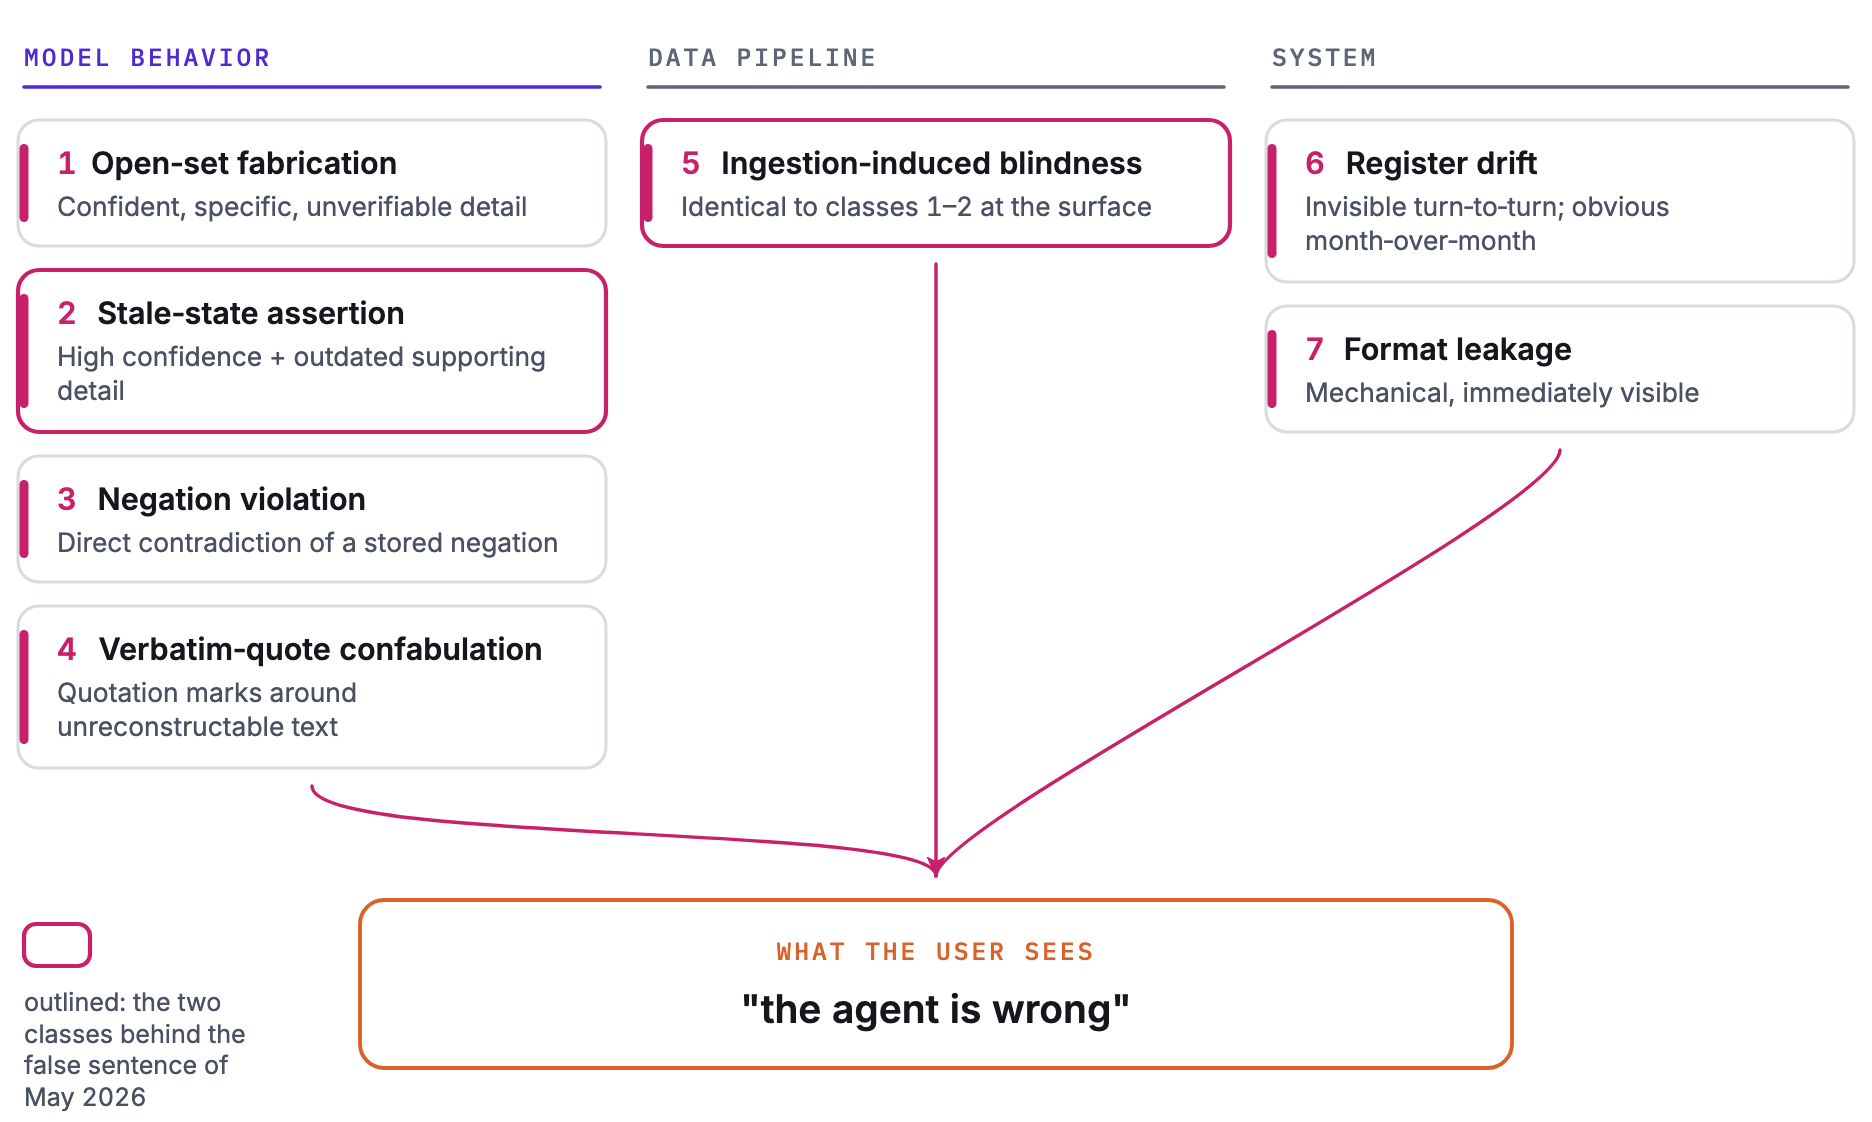 MODEL BEHAVIOR
1 Open-set fabrication
Confident, specific, unverifiable detail
2 Stale-state assertion
High confidence + outdated supporting
detail
3 Negation violation
Direct contradiction of a stored negation
4 Verbatim-quote confabulation
Quotation marks around
unreconstructable text
DATA PIPELINE
5 Ingestion-induced blindness
Identical to classes 1–2 at the surface
SYSTEM
6 Register drift
Invisible turn-to-turn; obvious
month-over-month
7 Format leakage
Mechanical, immediately visible
WHAT THE USER SEES
"the agent is wrong"
outlined: the two
classes behind the
false sentence of
May 2026